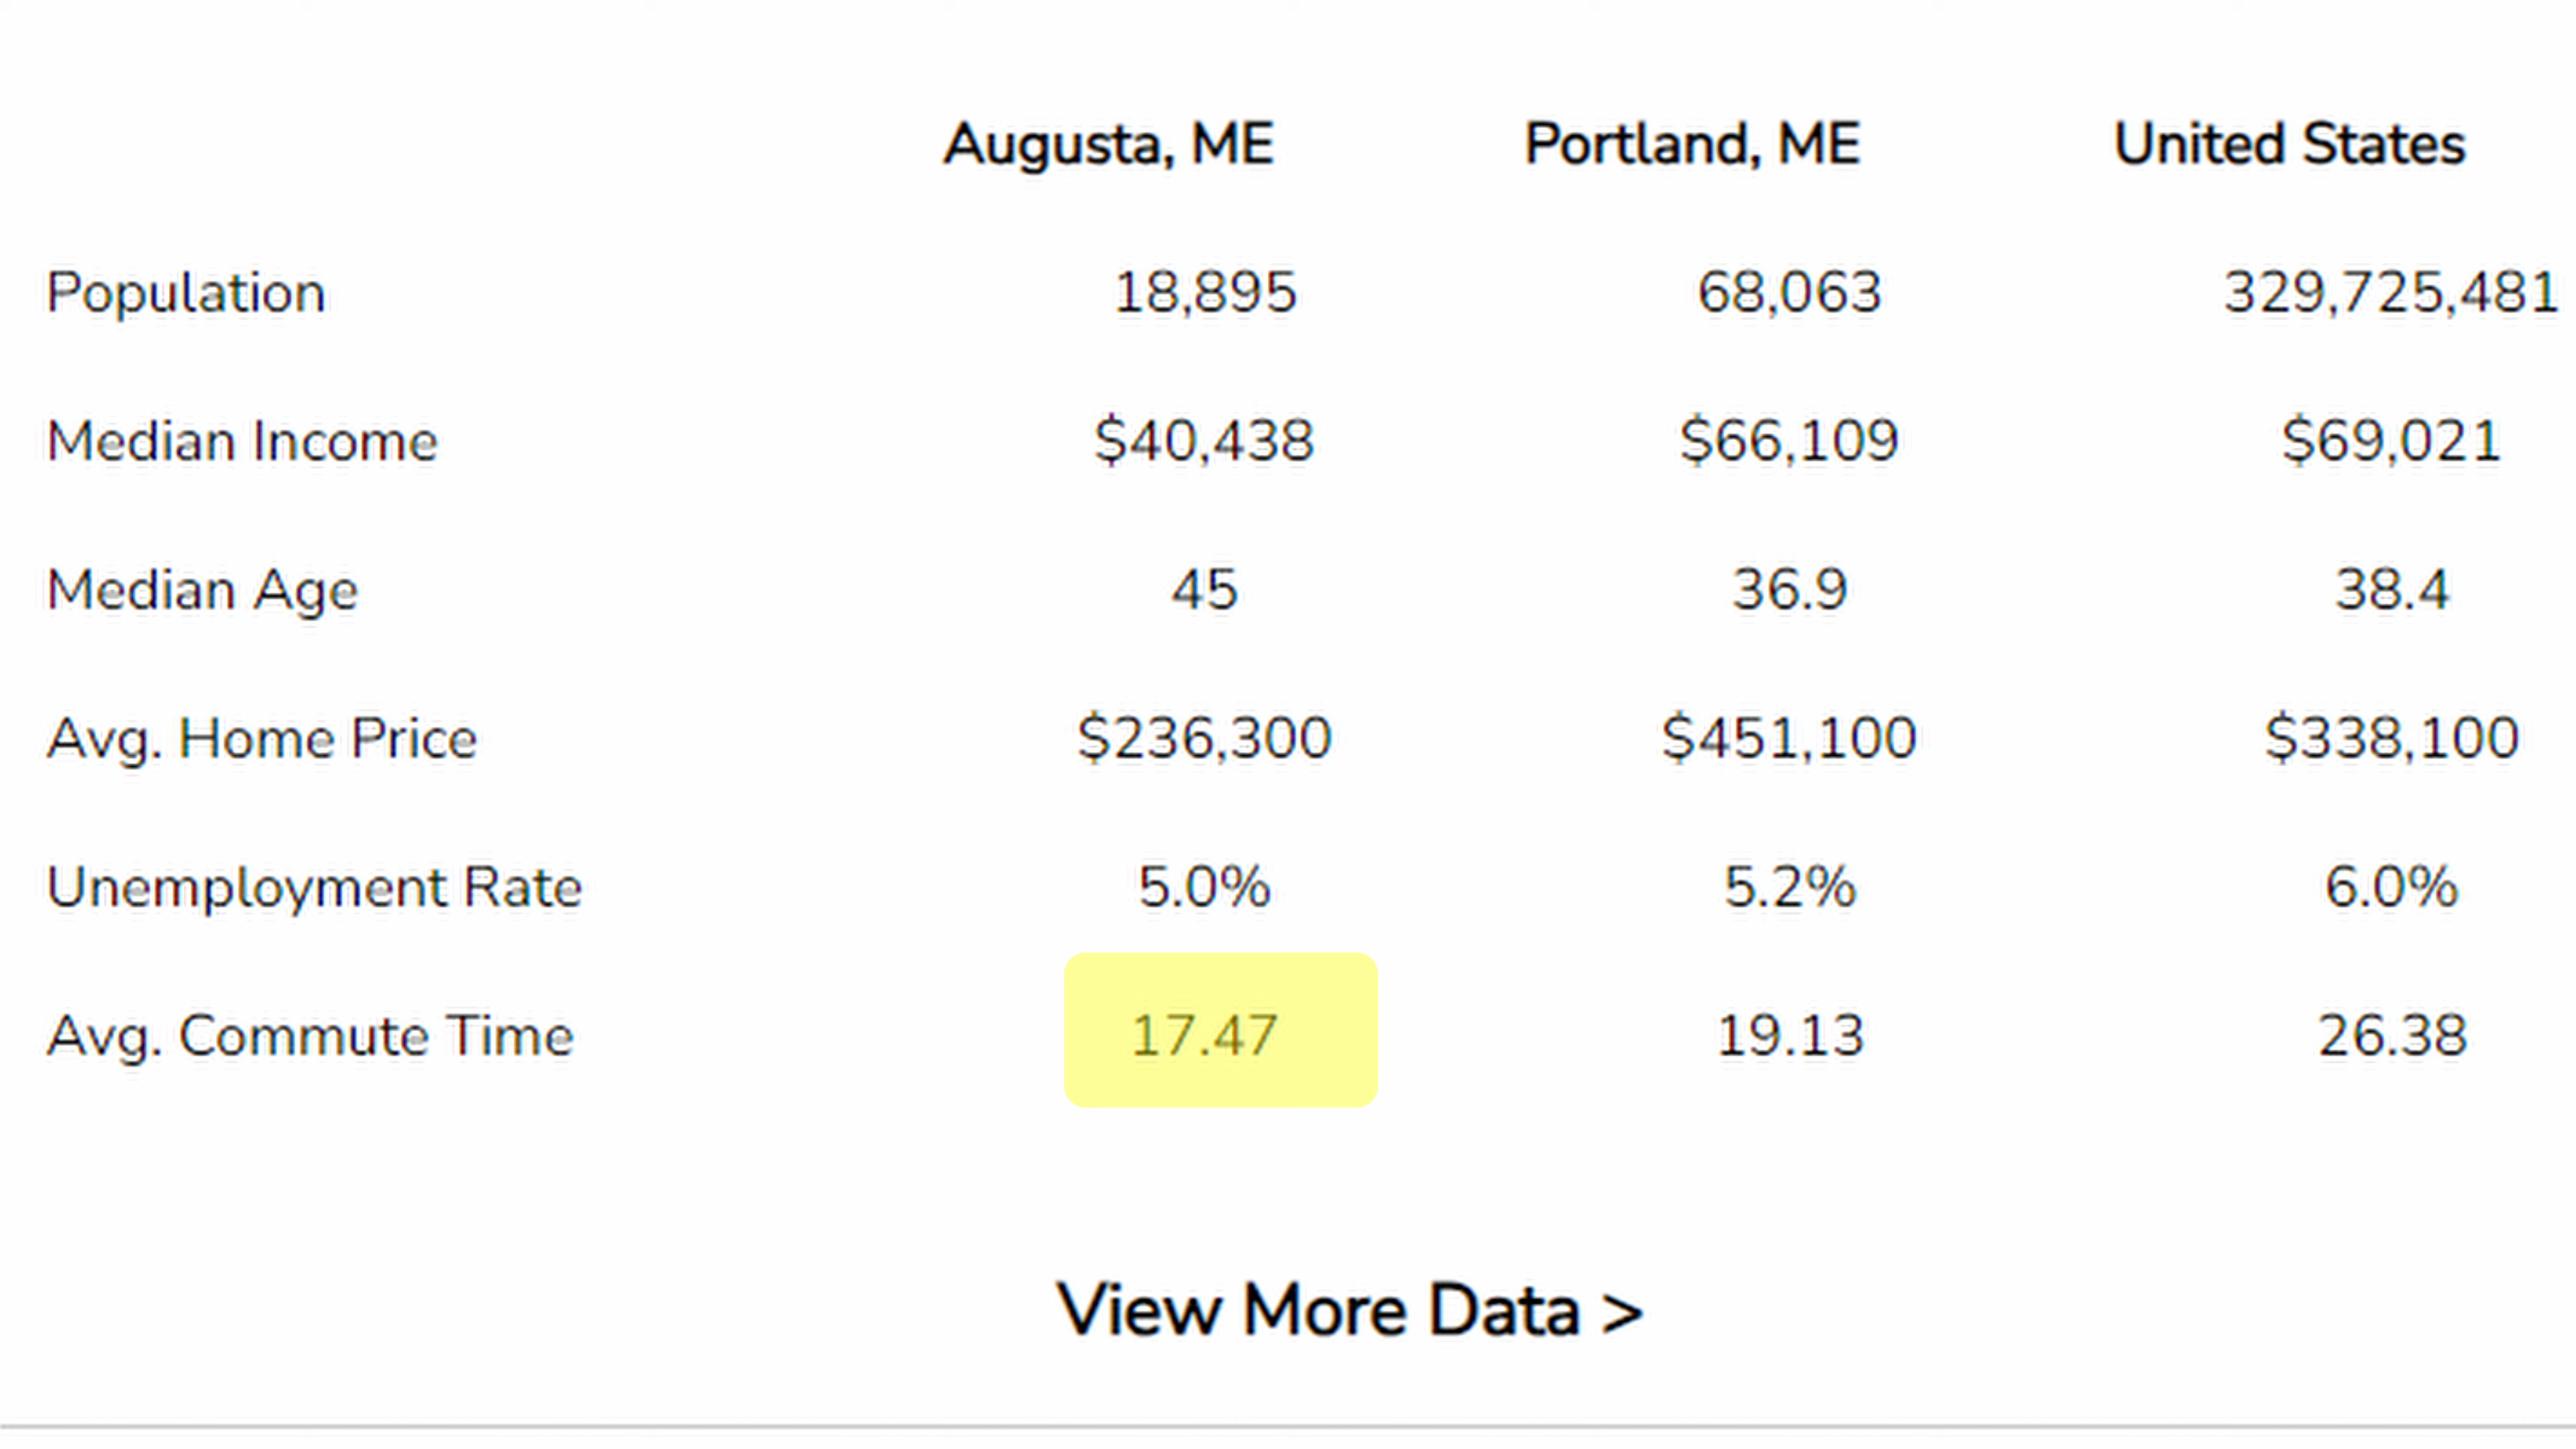 Augusta, ME Portland, ME United States
Population 18,895 68,063 329,725,481
Median Income $40,438 $66,109 $69,021
Median Age 45 36.9 38.4
Avg. Home Price $236,300 $451,100 $338,100
Unemployment Rate 5.0% 5.2% 6.0%
Avg. Commute Time 17.47 19.13 26.38
View More Data >